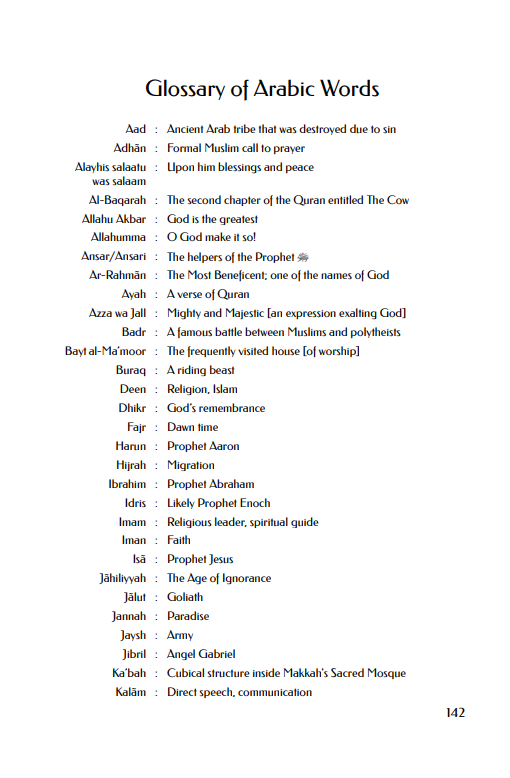 Glossary of Arabic Words
Aad : Ancient Arab tribe that was destroyed due to sin
Adhān : Formal Muslim call to prayer
Alayhis salaatu : Upon him blessings and peace
was salaam
Al-Baqarah : The second chapter of the Quran entitled The Cow
Allahu Akbar : God is the greatest
Allahumma : O God make it so!
Ansar/Ansari : The helpers of the Prophet ﷺ
Ar-Rahmān : The Most Beneficent; one of the names of God
Ayah : A verse of Quran
Azza wa Jall : Mighty and Majestic [an expression exalting God]
Badr : A famous battle between Muslims and polytheists
Bayt al-Ma'moor : The frequently visited house [of worship]
Buraq : A riding beast
Deen : Religion, Islam
Dhikr : God's remembrance
Fajr : Dawn time
Harun : Prophet Aaron
Hijrah : Migration
Ibrahim : Prophet Abraham
Idris : Likely Prophet Enoch
Imam : Religious leader, spiritual guide
Iman : Faith
Isā : Prophet Jesus
Jāhiliyyah : The Age of Ignorance
Jālut : Goliath
Jannah : Paradise
Jaysh : Army
Jibril : Angel Gabriel
Ka'bah : Cubical structure inside Makkah's Sacred Mosque
Kalām : Direct speech, communication
142